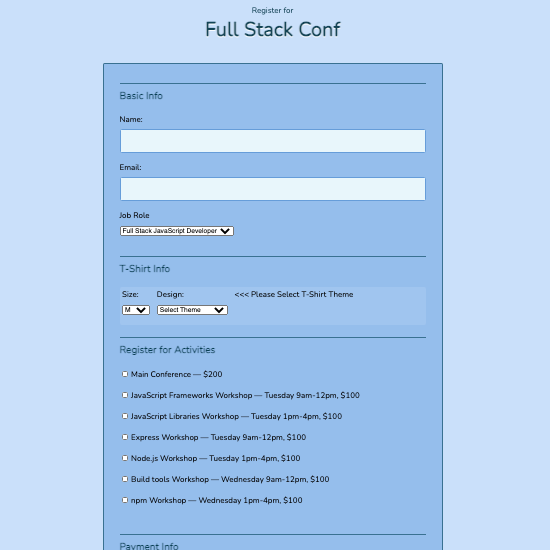 Register for
Full Stack Conf
Basic Info
Name:
Email:
Job Role
Full Stack JavaScript Developer
T-Shirt Info
Size: Design: <<< Please Select T-Shirt Theme
M Select Theme
Register for Activities
Main Conference — $200
JavaScript Frameworks Workshop — Tuesday 9am-12pm, $100
JavaScript Libraries Workshop — Tuesday 1pm-4pm, $100
Express Workshop — Tuesday 9am-12pm, $100
Node.js Workshop — Tuesday 1pm-4pm, $100
Build tools Workshop — Wednesday 9am-12pm, $100
npm Workshop — Wednesday 1pm-4pm, $100
Payment Info